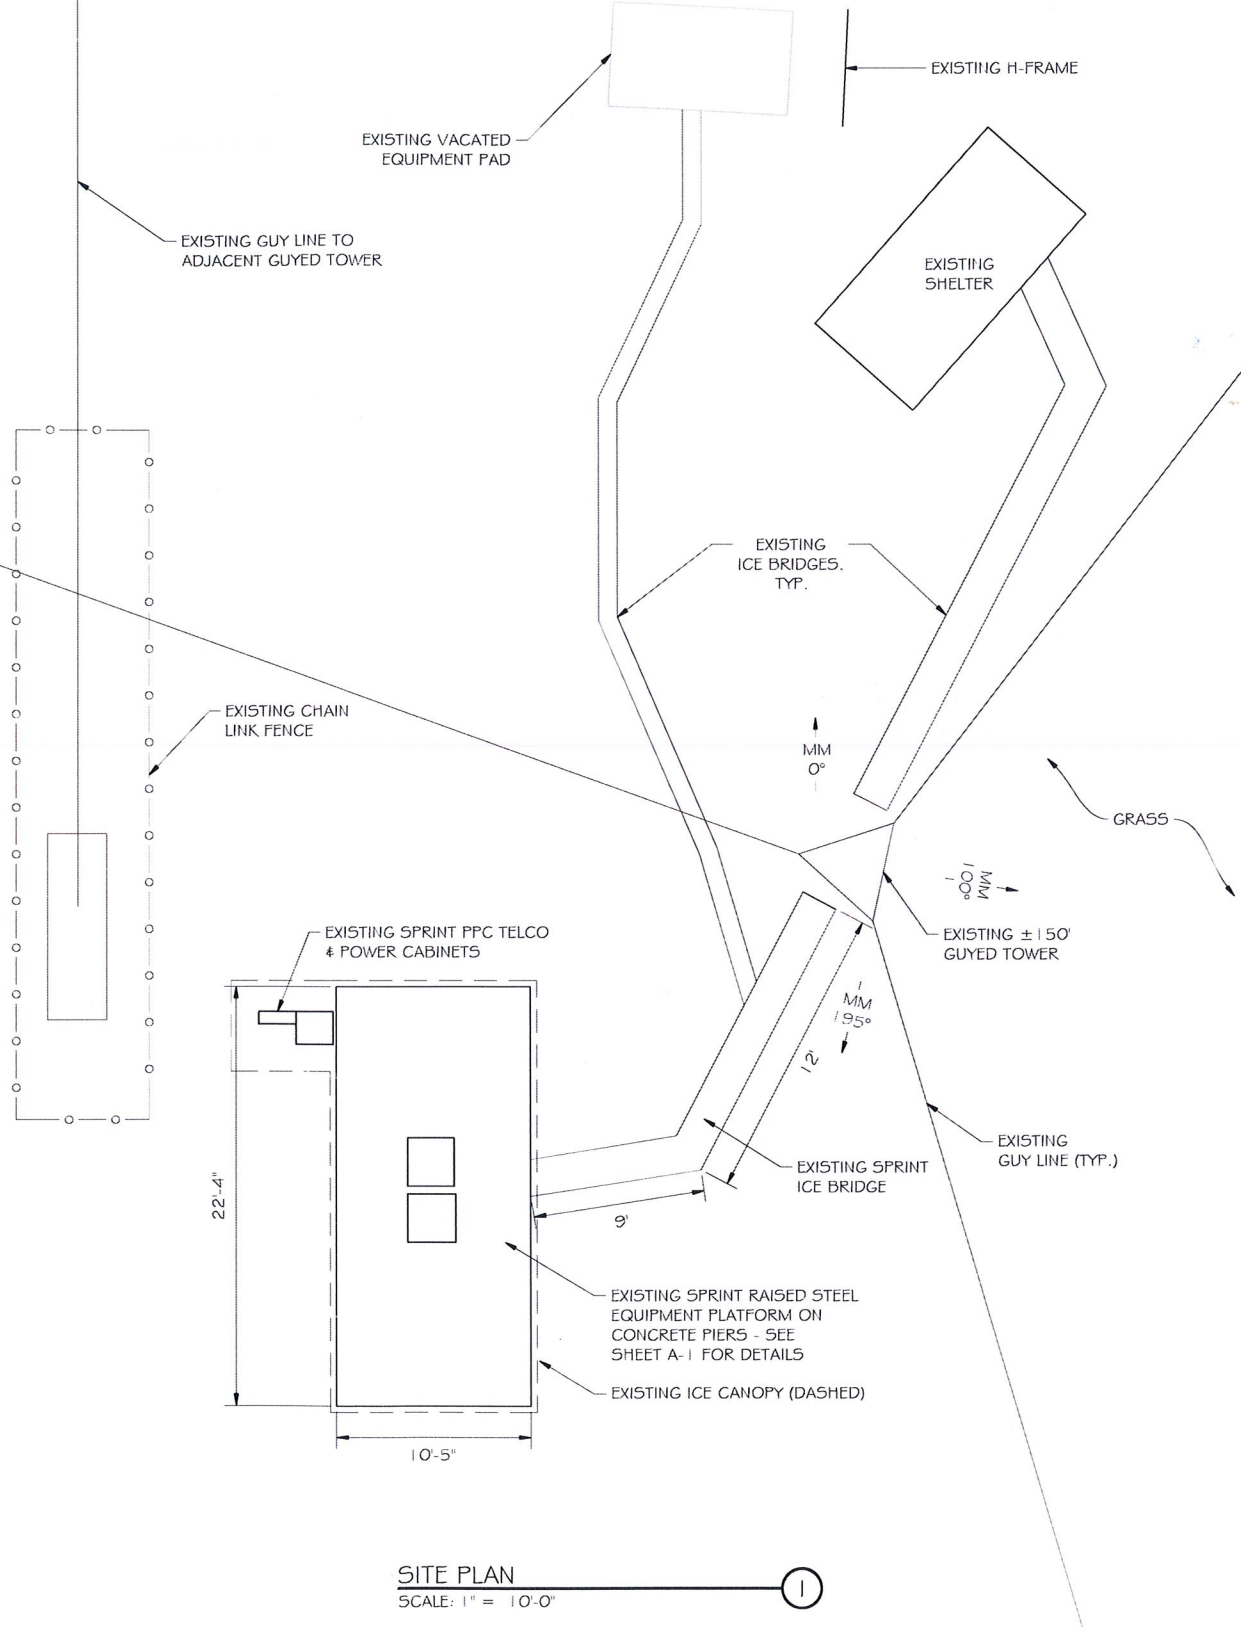 EXISTING H-FRAME
EXISTING VACATED
EQUIPMENT PAD
EXISTING GUY LINE TO
ADJACENT GUYED TOWER
EXISTING
SHELTER
EXISTING
ICE BRIDGES,
TYP.
EXISTING CHAIN
LINK FENCE
MM
0°
GRASS
MM
100°
EXISTING SPRINT PPC TELCO
& POWER CABINETS
EXISTING ±150'
GUYED TOWER
MM
195°
12'
EXISTING
GUY LINE (TYP.)
EXISTING SPRINT
ICE BRIDGE
22'-4"
9'
EXISTING SPRINT RAISED STEEL
EQUIPMENT PLATFORM ON
CONCRETE PIERS - SEE
SHEET A-1 FOR DETAILS
EXISTING ICE CANOPY (DASHED)
10'-5"
SITE PLAN
SCALE: 1" = 10'-0"
1